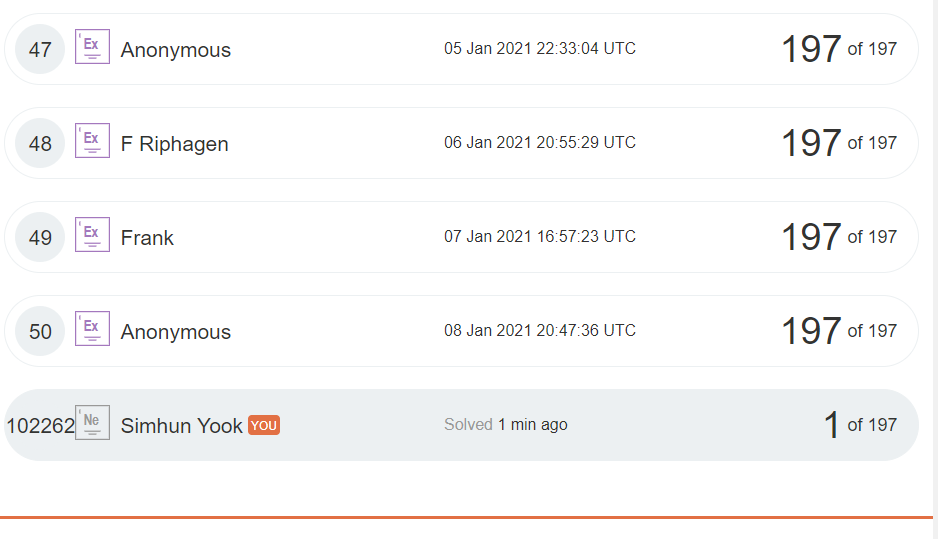 47 Ex Anonymous 05 Jan 2021 22:33:04 UTC 197 of 197
48 Ex F Riphagen 06 Jan 2021 20:55:29 UTC 197 of 197
49 Ex Frank 07 Jan 2021 16:57:23 UTC 197 of 197
50 Ex Anonymous 08 Jan 2021 20:47:36 UTC 197 of 197
102262 Ne Simhun Yook YOU Solved 1 min ago 1 of 197